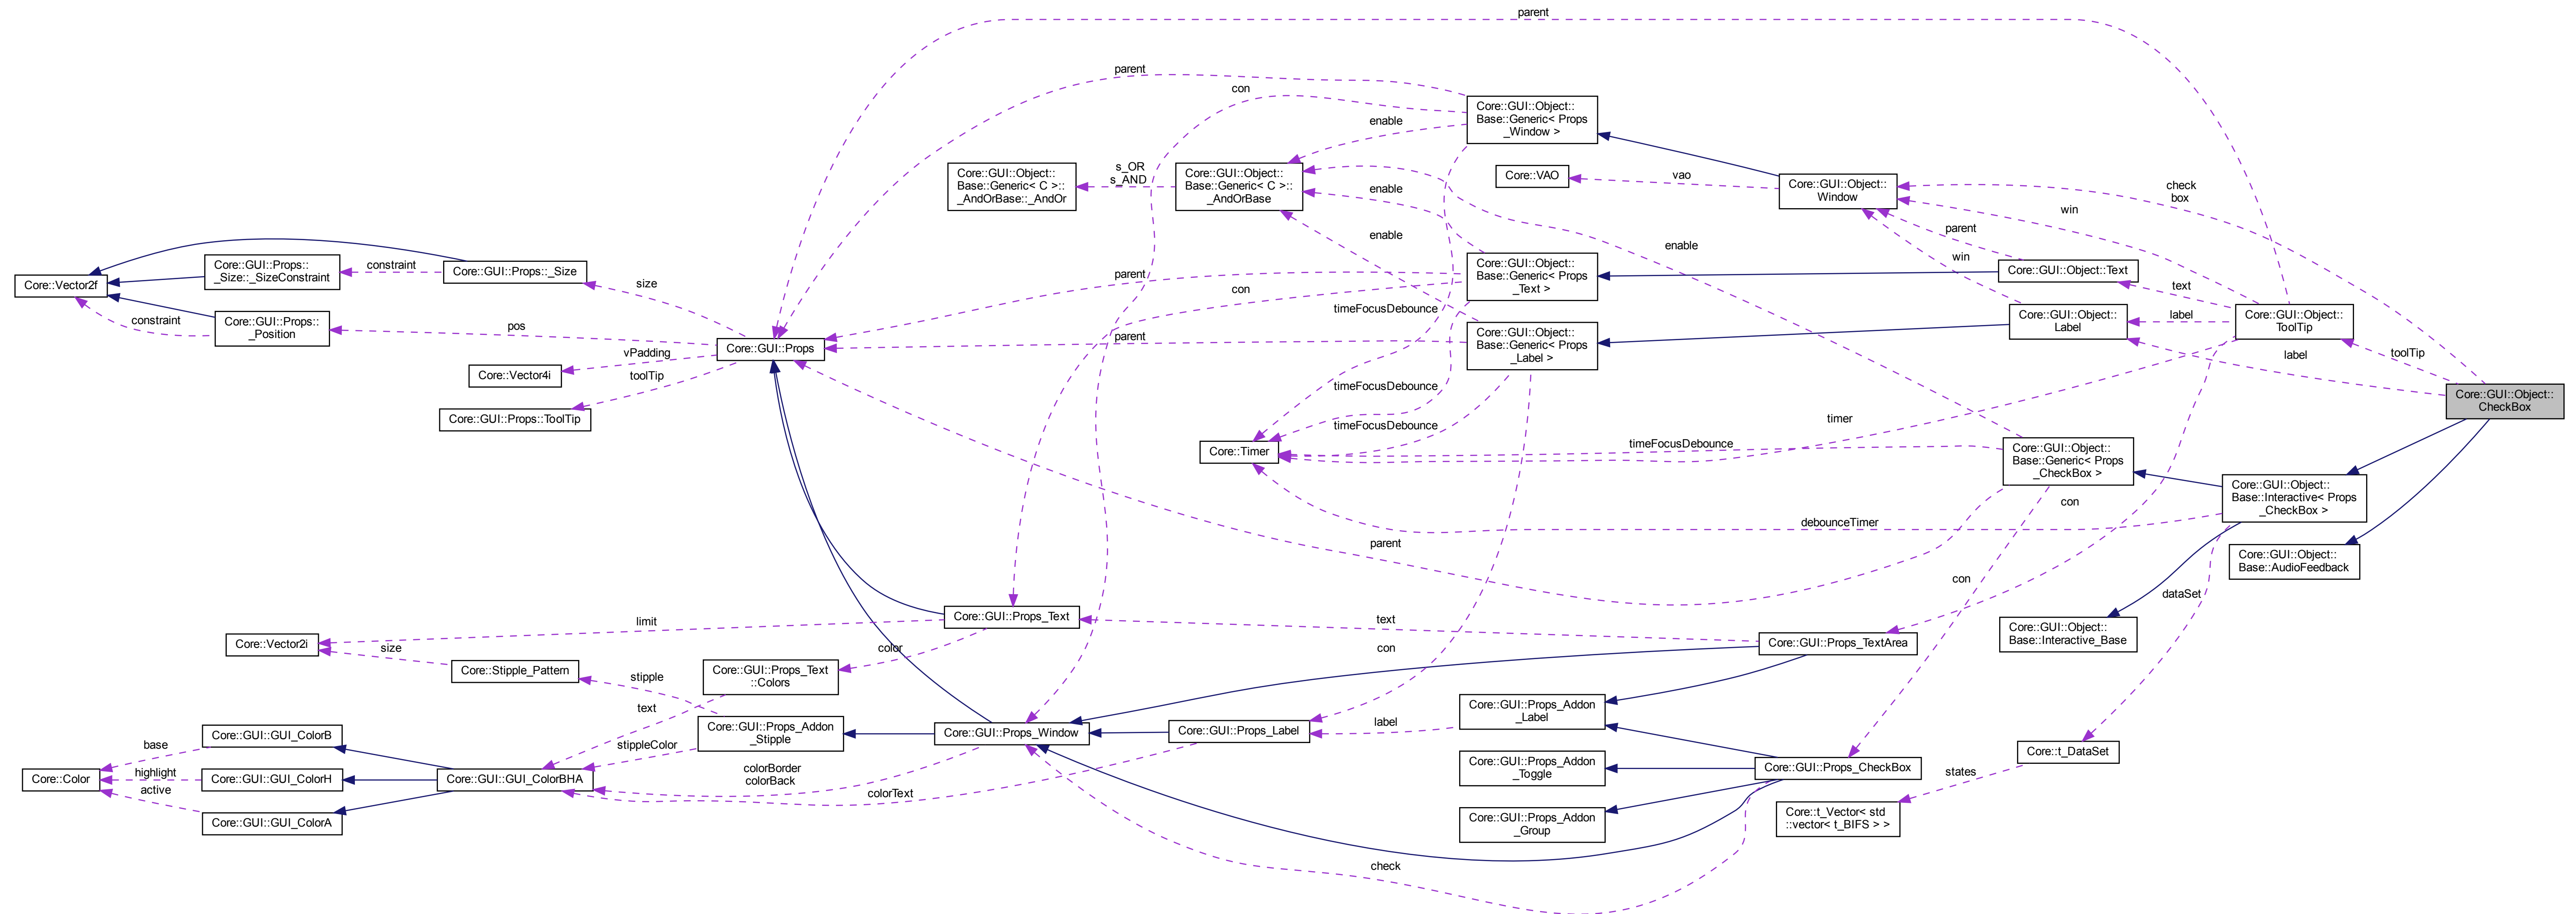 parent
parent
con
Core::GUI::Object::
Base::Generic< Props
_Window >
enable
s_OR
s_AND
Core::GUI::Object::
Base::Generic< C >::
_AndOrBase::_AndOr
Core::GUI::Object::
Base::Generic< C >::
_AndOrBase
Core::VAO
vao
Core::GUI::Object::
Window
check
box
enable
win
parent
enable
enable
win
Core::Vector2f
Core::GUI::Props::
_Size::_SizeConstraint
constraint
Core::GUI::Props::_Size
size
parent
con
Core::GUI::Object::
Base::Generic< Props
_Text >
Core::GUI::Object::Text
text
constraint
Core::GUI::Props::
_Position
pos
timeFocusDebounce
Core::GUI::Object::
Label
label
Core::GUI::Object::
ToolTip
Core::GUI::Props
parent
Core::GUI::Object::
Base::Generic< Props
_Label >
vPadding
Core::Vector4i
toolTip
label
toolTip
Core::GUI::Props::ToolTip
timeFocusDebounce
timer
Core::GUI::Object::
CheckBox
timeFocusDebounce
Core::Timer
timeFocusDebounce
Core::GUI::Object::
Base::Generic< Props
_CheckBox >
con
Core::GUI::Object::
Base::Interactive< Props
_CheckBox >
debounceTimer
parent
Core::GUI::Object::
Base::AudioFeedback
con
dataSet
Core::GUI::Props_Text
limit
Core::Vector2i
size
Core::Stipple_Pattern
color
text
con
Core::GUI::Props_TextArea
Core::GUI::Object::
Base::Interactive_Base
stipple
Core::GUI::Props_Text
::Colors
text
Core::GUI::Props_Addon
_Stipple
stippleColor
Core::GUI::Props_Window
Core::GUI::Props_Label
label
Core::GUI::Props_Addon
_Label
Core::GUI::GUI_ColorB
base
Core::Color
highlight
active
Core::GUI::GUI_ColorH
Core::GUI::GUI_ColorBHA
colorBorder
colorBack
colorText
Core::GUI::Props_Addon
_Toggle
Core::GUI::Props_CheckBox
Core::t_DataSet
states
Core::GUI::GUI_ColorA
Core::GUI::Props_Addon
_Group
Core::t_Vector< std
::vector< t_BIFS > >
check